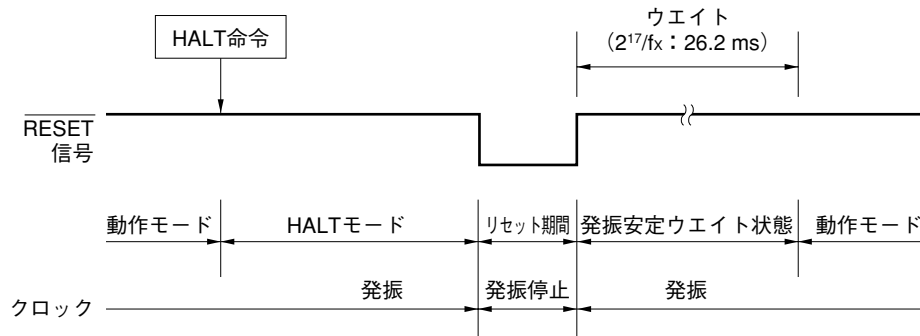 ウエイト
(2¹⁷/fx:26.2 ms)
HALT命令
RESET
信号
動作モード HALTモード リセット期間 発振安定ウエイト状態 動作モード
クロック 発振 発振停止 発振